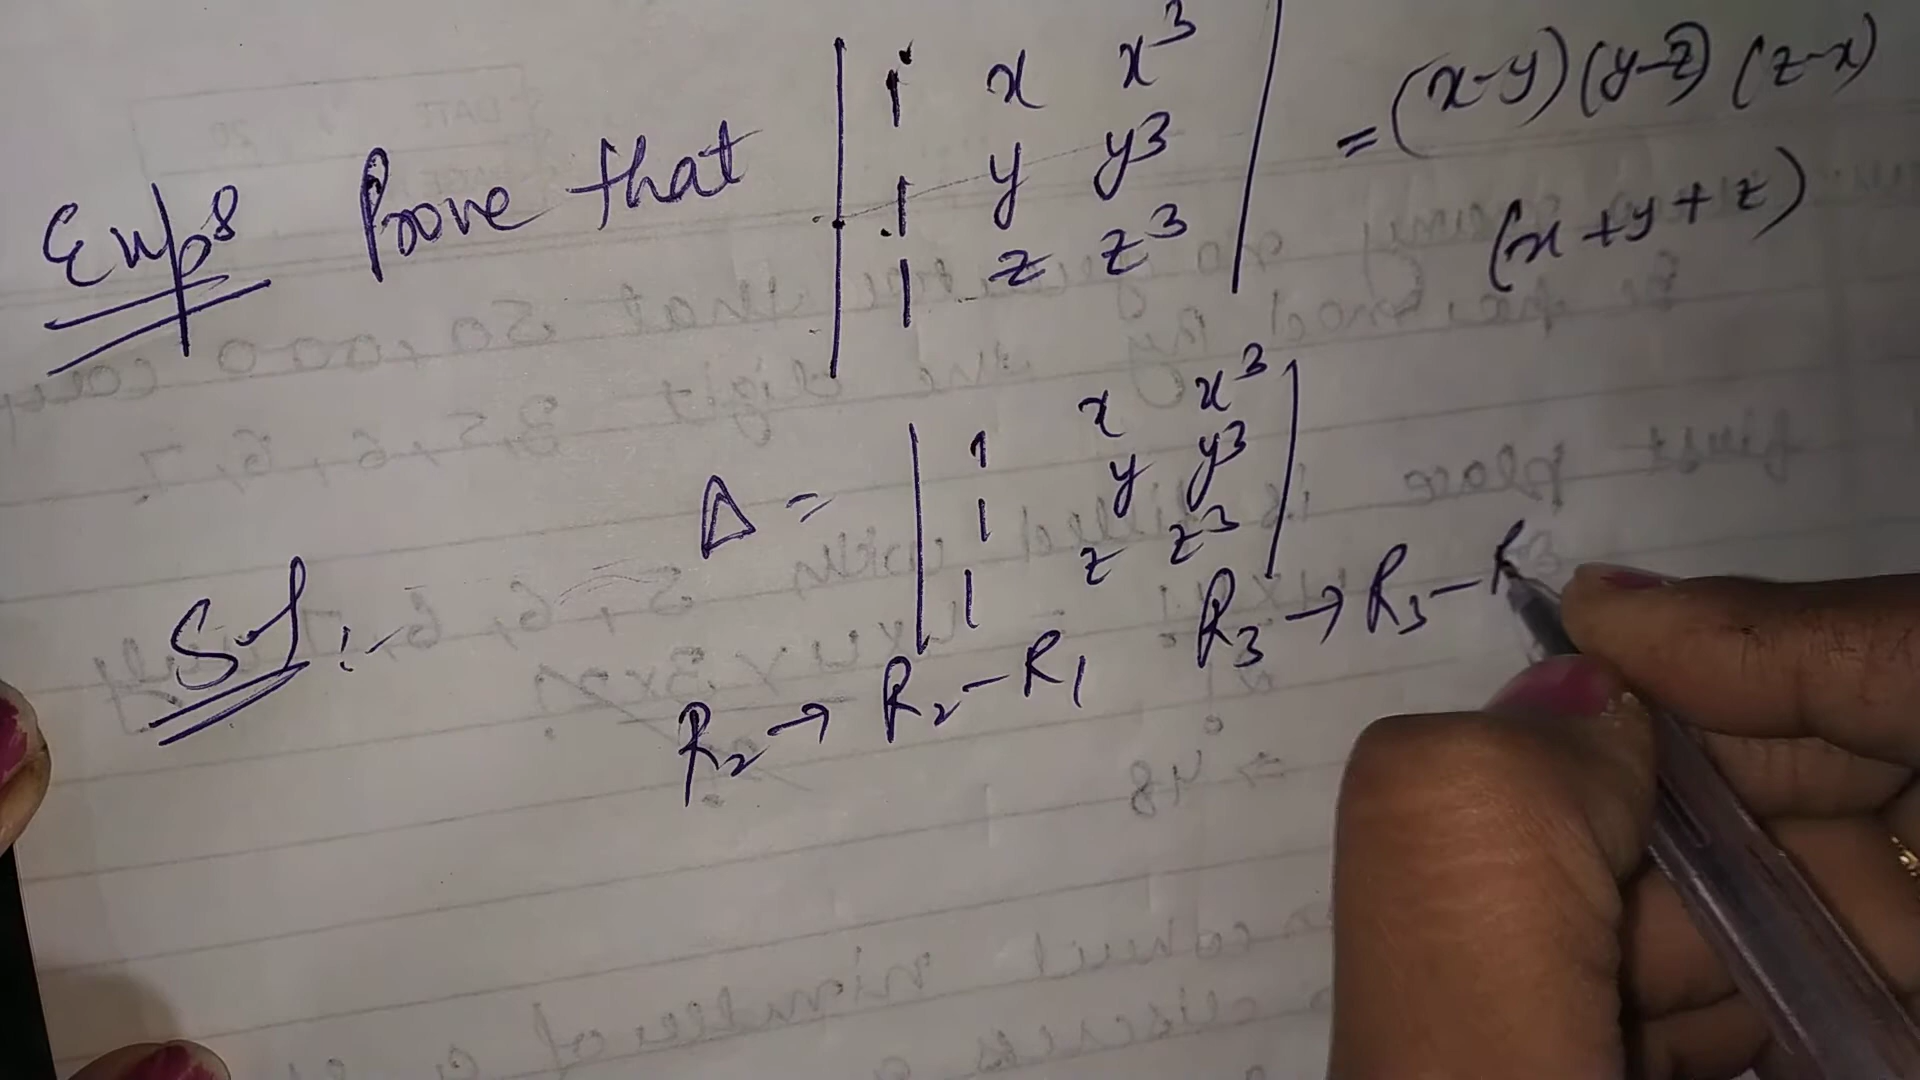 Exp 8 Prove that | 1 x x³ |
| 1 y y³ | = (x-y)(y-z)(z-x)
| 1 z z³ | (x+y+z)
Sol :- Δ = | 1 x x³ |
| 1 y y³ |
| 1 z z³ |
R₂ → R₂ - R₁ R₃ → R₃ - R